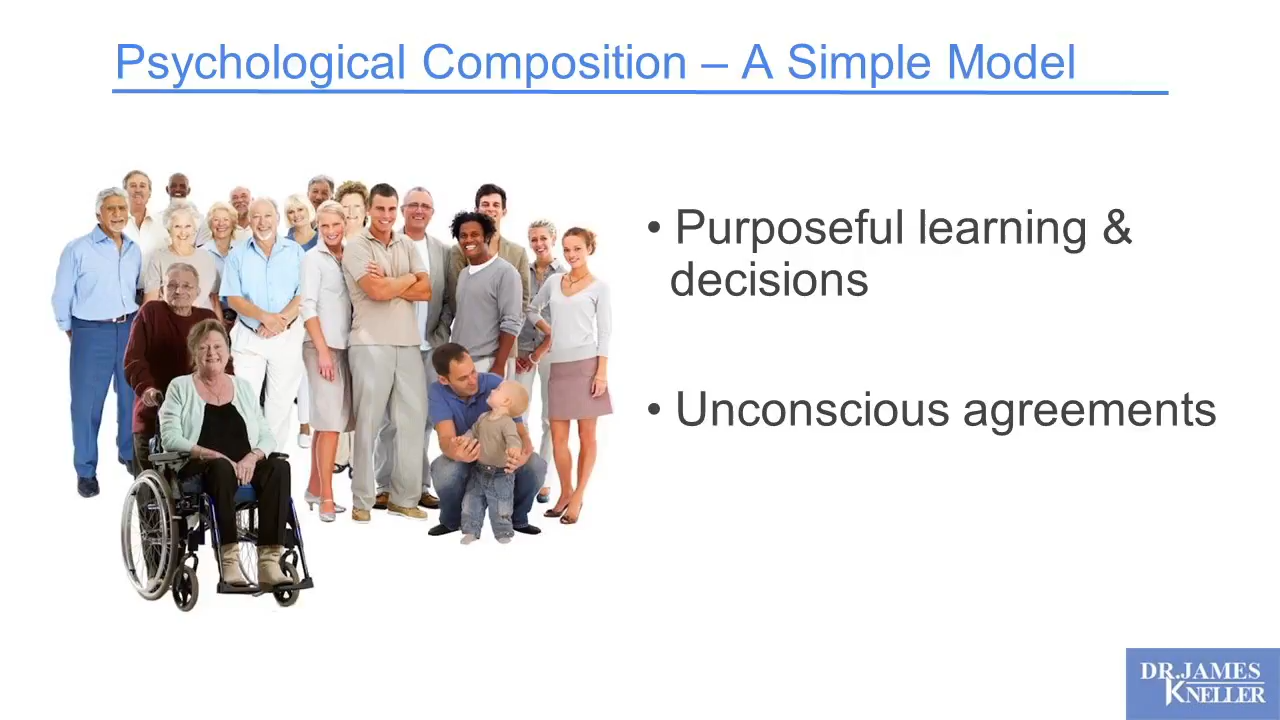 Psychological Composition – A Simple Model
• Purposeful learning &
decisions
• Unconscious agreements
DR.JAMES
KNELLER